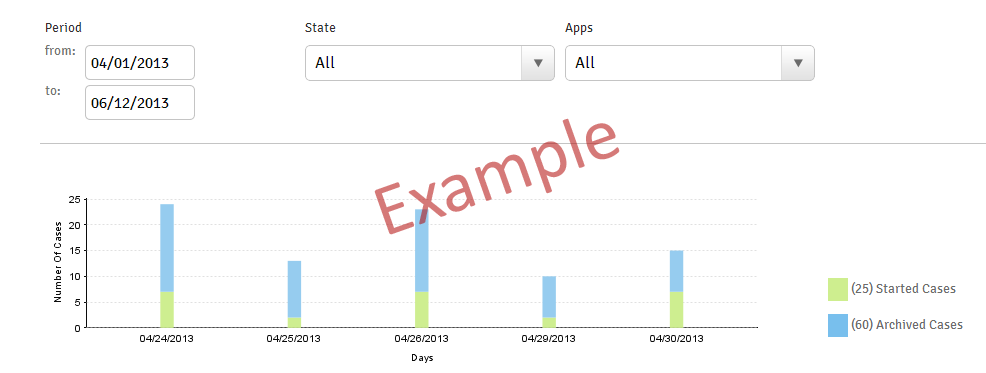 Period State Apps
from: 04/01/2013 All All
to: 06/12/2013
Example
25
20
15
10
5
0
Number Of Cases
04/24/2013 04/25/2013 04/26/2013 04/29/2013 04/30/2013
Days
(25) Started Cases
(60) Archived Cases